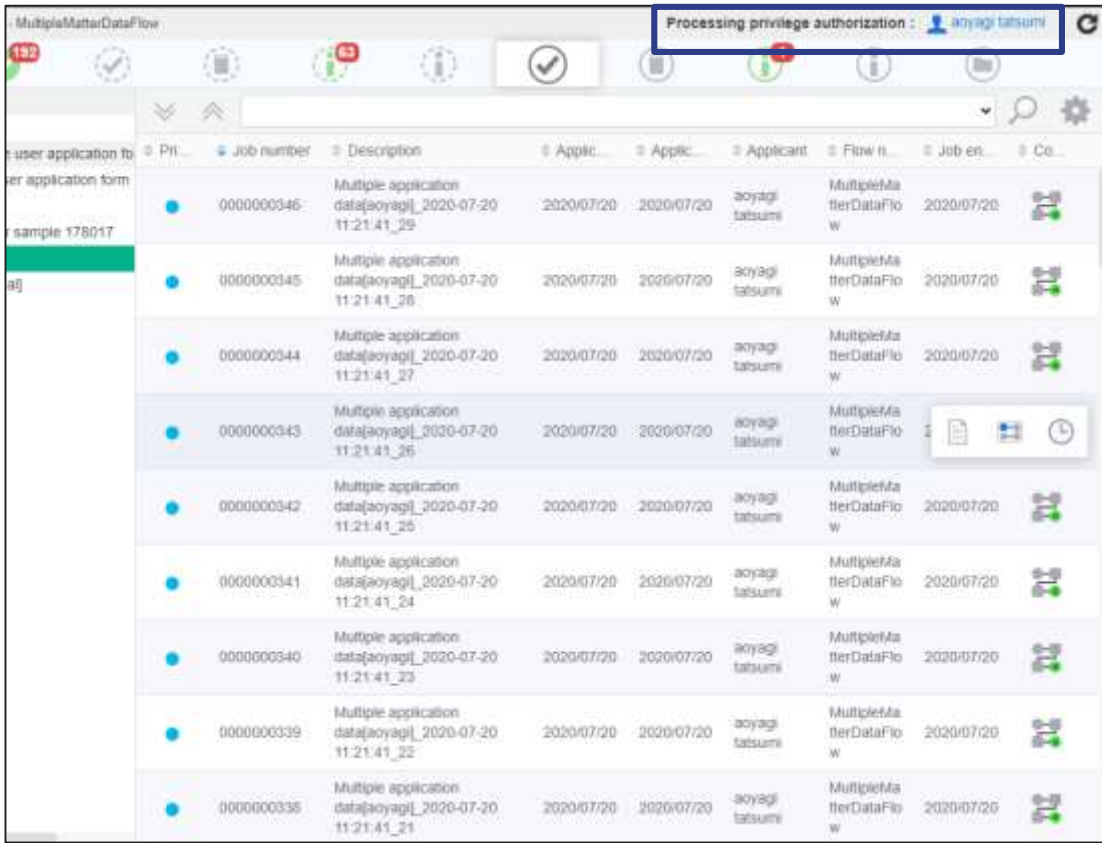 MultipleMatterDataFlow
Processing privilege authorization : aoyagi tatsumi
192
63
user application fo
ser application form
r sample 178017
al]
Pri... Job number Description Applic... Applic... Applicant Flow n... Job en... Co...
Multiple application
data[aoyagi]_2020-07-20
11:21:41_29
0000000346
2020/07/20 2020/07/20
aoyagi
tatsumi
MultipleMa
tterDataFlo
w
2020/07/20
Multiple application
data[aoyagi]_2020-07-20
11:21:41_28
0000000345
2020/07/20 2020/07/20
aoyagi
tatsumi
MultipleMa
tterDataFlo
w
2020/07/20
Multiple application
data[aoyagi]_2020-07-20
11:21:41_27
0000000344
2020/07/20 2020/07/20
aoyagi
tatsumi
MultipleMa
tterDataFlo
w
2020/07/20
Multiple application
data[aoyagi]_2020-07-20
11:21:41_26
0000000343
2020/07/20 2020/07/20
aoyagi
tatsumi
MultipleMa
tterDataFlo
w
Multiple application
data[aoyagi]_2020-07-20
11:21:41_25
0000000342
2020/07/20 2020/07/20
aoyagi
tatsumi
MultipleMa
tterDataFlo
w
2020/07/20
Multiple application
data[aoyagi]_2020-07-20
11:21:41_24
0000000341
2020/07/20 2020/07/20
aoyagi
tatsumi
MultipleMa
tterDataFlo
w
2020/07/20
Multiple application
data[aoyagi]_2020-07-20
11:21:41_23
0000000340
2020/07/20 2020/07/20
aoyagi
tatsumi
MultipleMa
tterDataFlo
w
2020/07/20
Multiple application
data[aoyagi]_2020-07-20
11:21:41_22
0000000339
2020/07/20 2020/07/20
aoyagi
tatsumi
MultipleMa
tterDataFlo
w
2020/07/20
Multiple application
data[aoyagi]_2020-07-20
11:21:41_21
0000000338
2020/07/20 2020/07/20
aoyagi
tatsumi
MultipleMa
tterDataFlo
w
2020/07/20